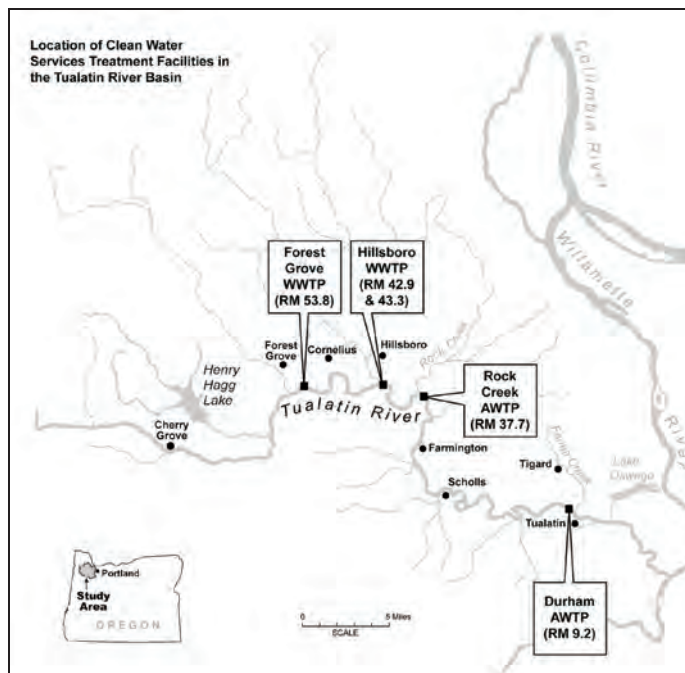 Location of Clean Water
Services Treatment Facilities in
the Tualatin River Basin
Columbia River
Willamette
River
Forest
Grove
WWTP
(RM 53.8)
Hillsboro
WWTP
(RM 42.9
& 43.3)
Forest
Grove
Cornelius
Hillsboro
Rock Creek
Henry
Hagg
Lake
Tualatin River
Rock
Creek
AWTP
(RM 37.7)
Cherry
Grove
Farmington
Scholls
Tigard
Fanno Creek
Lake
Oswego
Tualatin
Durham
AWTP
(RM 9.2)
Portland
Study
Area
OREGON
0
5 Miles
SCALE